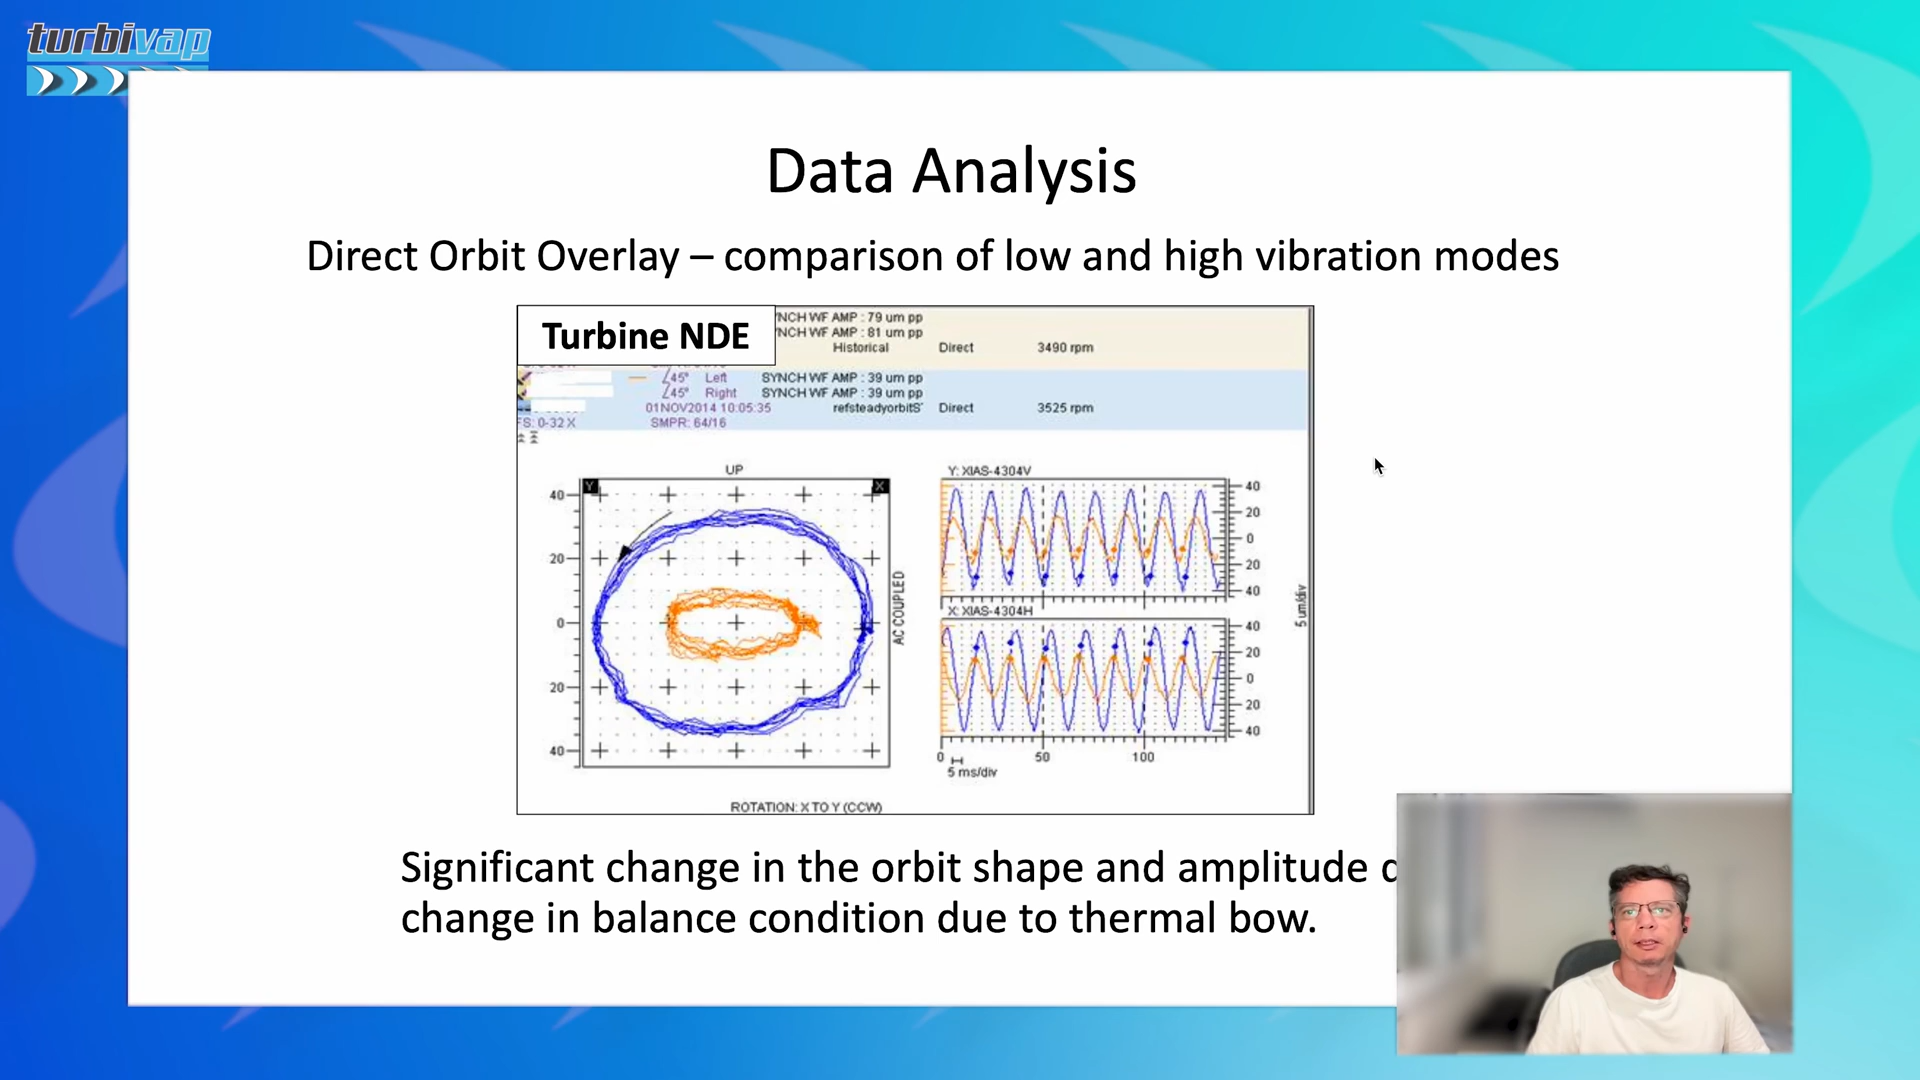 turbivap
Data Analysis
Direct Orbit Overlay – comparison of low and high vibration modes
Turbine NDE
YNCH WF AMP : 79 um pp
YNCH WF AMP : 81 um pp
Historical Direct 3490 rpm
∠45° Left SYNCH WF AMP : 39 um pp
∠45° Right SYNCH WF AMP : 39 um pp
01NOV2014 10:05:35 refsteadyorbitS Direct 3525 rpm
FS: 0-32 X SMPR: 64/16
UP
Y X
40
20
0
20
40
AC COUPLED
ROTATION: X TO Y (CCW)
Y: XIAS-4304V
40
20
0
20
40
X: XIAS-4304H
40
20
0
20
40
5 um/div
0 50 100
5 ms/div
Significant change in the orbit shape and amplitude
change in balance condition due to thermal bow.